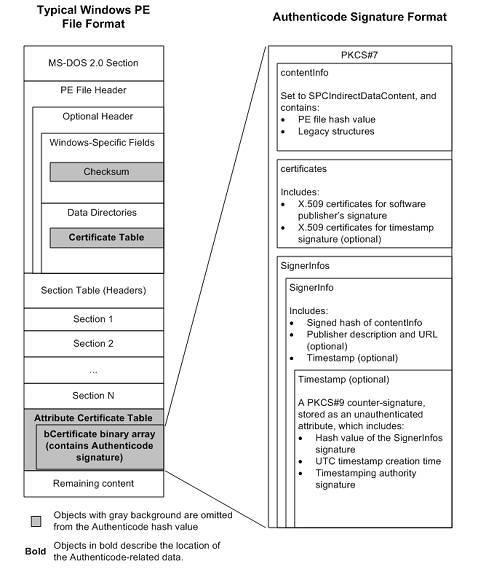 Typical Windows PE
File Format
MS-DOS 2.0 Section
PE File Header
Optional Header
Windows-Specific Fields
Checksum
Data Directories
Certificate Table
Section Table (Headers)
Section 1
Section 2
...
Section N
Attribute Certificate Table
bCertificate binary array
(contains Authenticode
signature)
Remaining content
Objects with gray background are omitted
from the Authenticode hash value
Bold Objects in bold describe the location of
the Authenticode-related data.
Authenticode Signature Format
PKCS#7
contentInfo
Set to SPCIndirectDataContent, and
contains:
• PE file hash value
• Legacy structures
certificates
Includes:
• X.509 certificates for software
publisher's signature
• X.509 certificates for timestamp
signature (optional)
SignerInfos
SignerInfo
Includes:
• Signed hash of contentInfo
• Publisher description and URL
(optional)
• Timestamp (optional)
Timestamp (optional)
A PKCS#9 counter-signature,
stored as an unauthenticated
attribute, which includes:
• Hash value of the SignerInfos
signature
• UTC timestamp creation time
• Timestamping authority
signature